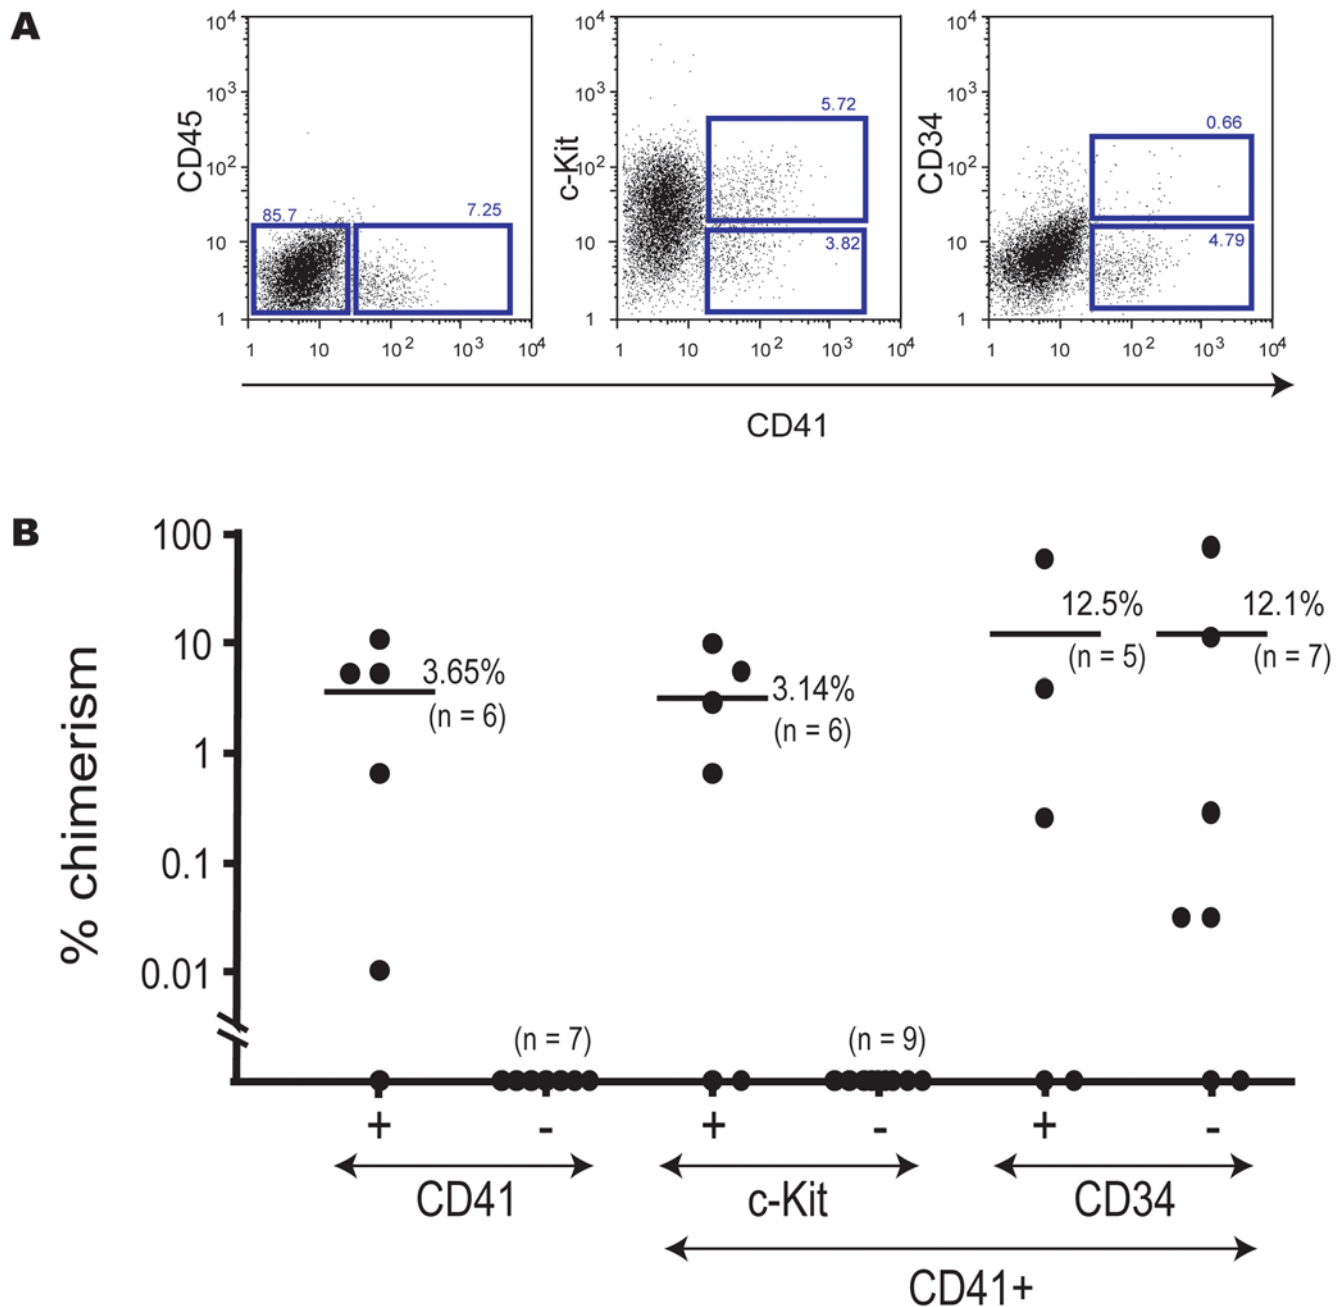 A
CD45
10^4
10^3
10^2
10
1
85.7
7.25
1 10 10^2 10^3 10^4
c-Kit
10^4
10^3
10^2
10
1
5.72
3.82
1 10 10^2 10^3 10^4
CD34
10^4
10^3
10^2
10
1
0.66
4.79
1 10 10^2 10^3 10^4
CD41
B
% chimerism
100
10
1
0.1
0.01
3.65%
(n = 6)
(n = 7)
3.14%
(n = 6)
(n = 9)
12.5%
(n = 5)
12.1%
(n = 7)
+ - + - + -
CD41 c-Kit CD34
CD41+